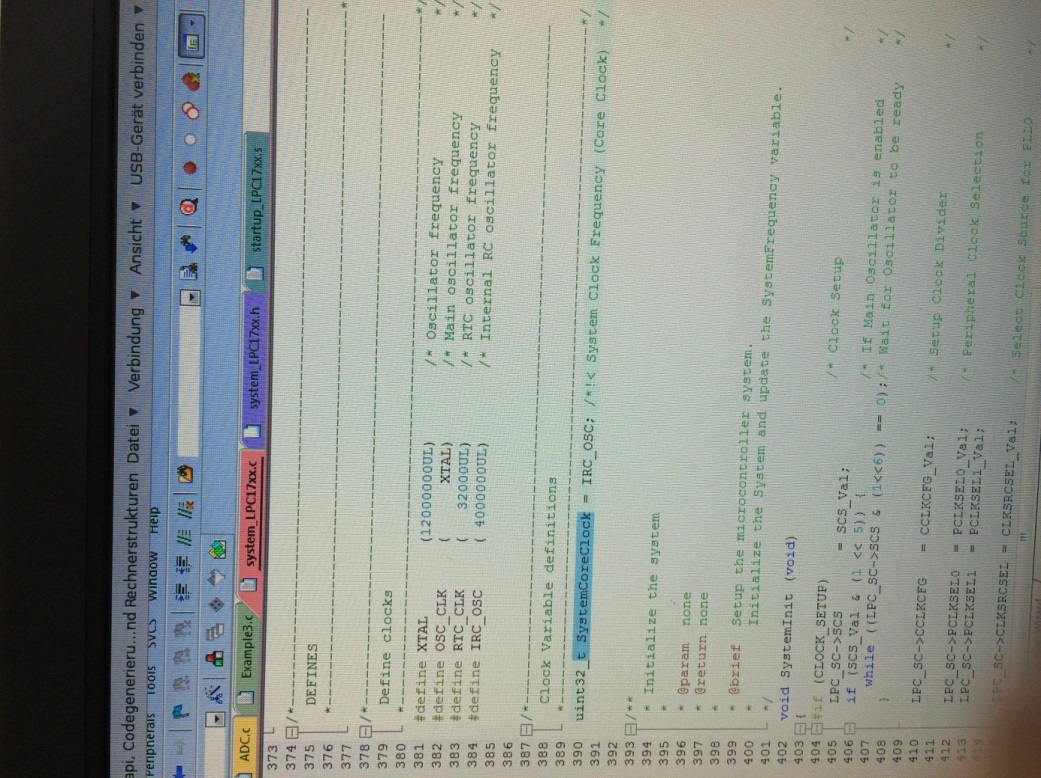 api, Codegenerieru...nd Rechnerstrukturen Datei ▼ Verbindung ▼ Ansicht ▼ USB-Gerät verbinden ▼
Peripherals Tools SVCS Window Help
ADC.c Example3.c system_LPC17xx.c system_LPC17xx.h startup_LPC17xx.s
373
374 /*----------------------------------------------------------------------------
375 DEFINES
376 *----------------------------------------------------------------------------
377 *----------------------------------------------------------------------------*/
378 /*----------------------------------------------------------------------------
379 Define clocks
380 *----------------------------------------------------------------------------*/
381 #define XTAL (12000000UL) /* Oscillator frequency */
382 #define OSC_CLK ( XTAL) /* Main oscillator frequency */
383 #define RTC_CLK ( 32000UL) /* RTC oscillator frequency */
384 #define IRC_OSC ( 4000000UL) /* Internal RC oscillator frequency */
385
386
387 /*----------------------------------------------------------------------------
388 Clock Variable definitions
389 *----------------------------------------------------------------------------*/
390 uint32_t SystemCoreClock = IRC_OSC; /*!< System Clock Frequency (Core Clock) */
391
392
393 /**
394 * Initialize the system
395 *
396 * @param none
397 * @return none
398 *
399 * @brief Setup the microcontroller system.
400 * Initialize the System and update the SystemFrequency variable.
401 */
402 void SystemInit (void)
403 {
404 #if (CLOCK_SETUP) /* Clock Setup */
405 LPC_SC->SCS = SCS_Val;
406 if (SCS_Val & (1 << 5)) { /* If Main Oscillator is enabled */
407 while ((LPC_SC->SCS & (1<<6)) == 0);/* Wait for Oscillator to be ready */
408 }
409
410 LPC_SC->CCLKCFG = CCLKCFG_Val; /* Setup Clock Divider */
411
412 LPC_SC->PCLKSEL0 = PCLKSEL0_Val; /* Peripheral Clock Selection */
413 LPC_SC->PCLKSEL1 = PCLKSEL1_Val;
414
LPC_SC->CLKSRCSEL = CLKSRCSEL_Val; /* Select Clock Source for PLL0 */